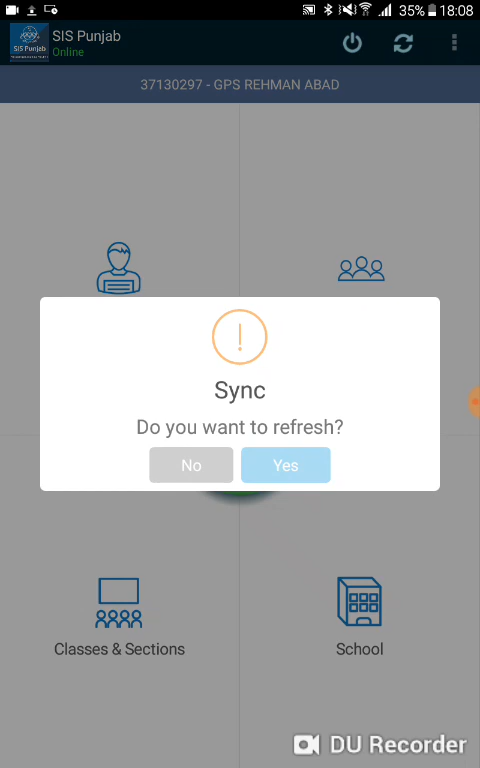 35% 18:08
SIS Punjab
SIS Punjab
Online
37130297 - GPS REHMAN ABAD
Sync
Do you want to refresh?
No Yes
Classes & Sections School
DU Recorder